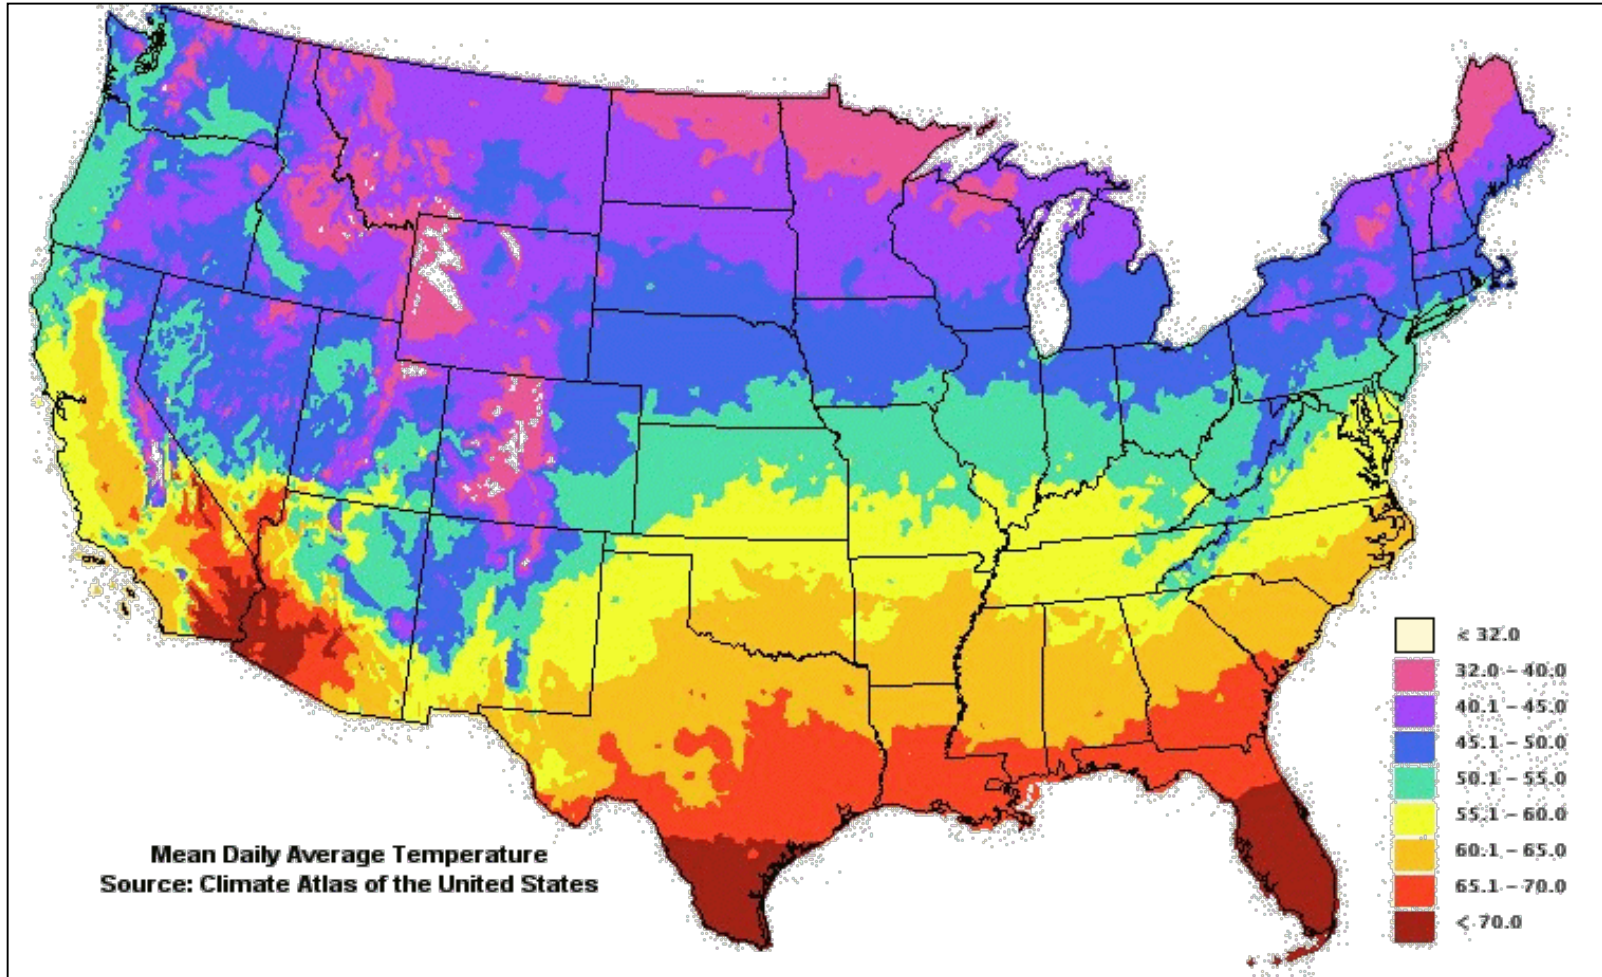 Mean Daily Average Temperature
Source: Climate Atlas of the United States
< 32.0
32.0 - 40.0
40.1 - 45.0
45.1 - 50.0
50.1 - 55.0
55.1 - 60.0
60.1 - 65.0
65.1 - 70.0
< 70.0